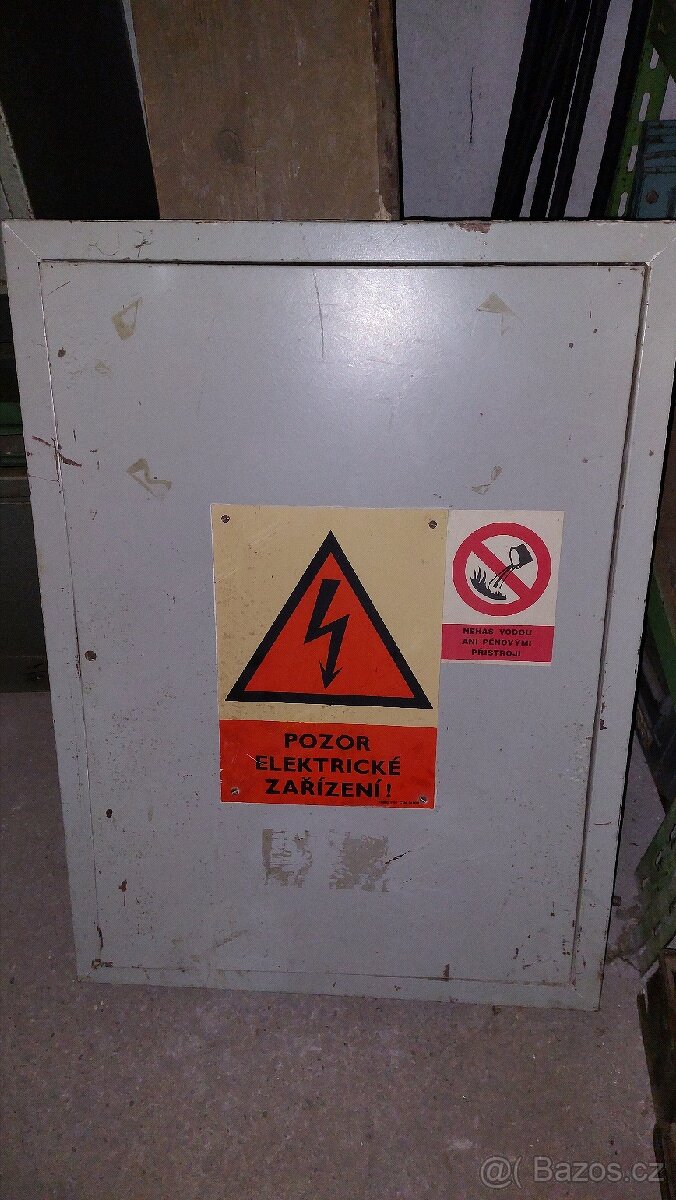 POZOR
ELEKTRICKÉ
ZAŘÍZENÍ!
NEHAS VODOU
ANI PĚNOVÝMI
PŘÍSTROJI
@( Bazos.cz